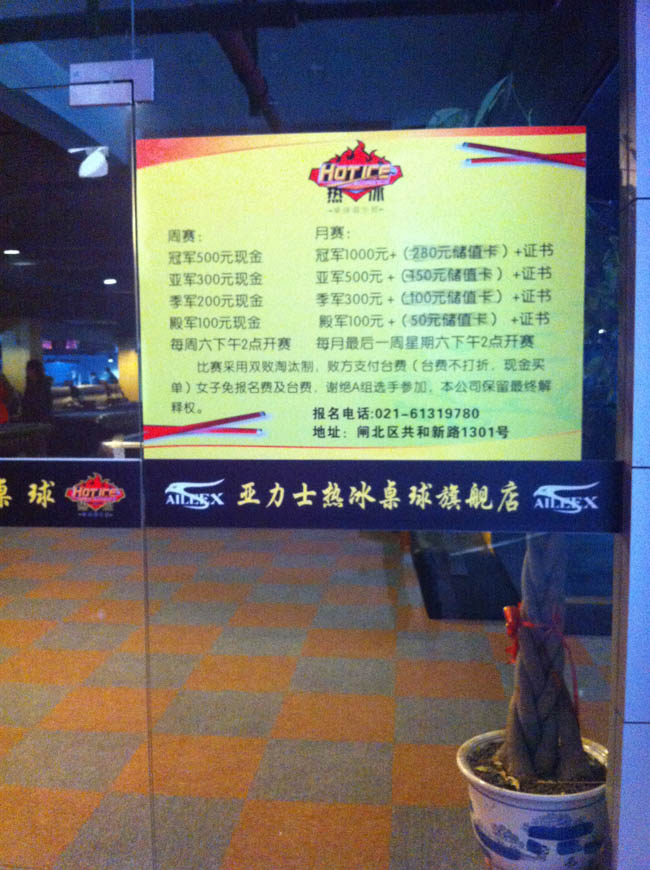 HOT ICE
热 冰
周赛：
冠军500元现金
亚军300元现金
季军200元现金
殿军100元现金
每周六下午2点开赛
月赛：
冠军1000元+（280元储值卡）+证书
亚军500元+（150元储值卡）+证书
季军300元+（100元储值卡）+证书
殿军100元+（50元储值卡）+证书
每月最后一周星期六下午2点开赛
比赛采用双败淘汰制，败方支付台费（台费不打折，现金买
单）女子免报名费及台费，谢绝A组选手参加，本公司保留最终解
释权。
报名电话:021-61319780
地址：闸北区共和新路1301号
桌 球
HOT ICE
AILEEX
亚力士热冰桌球旗舰店
AILEEX